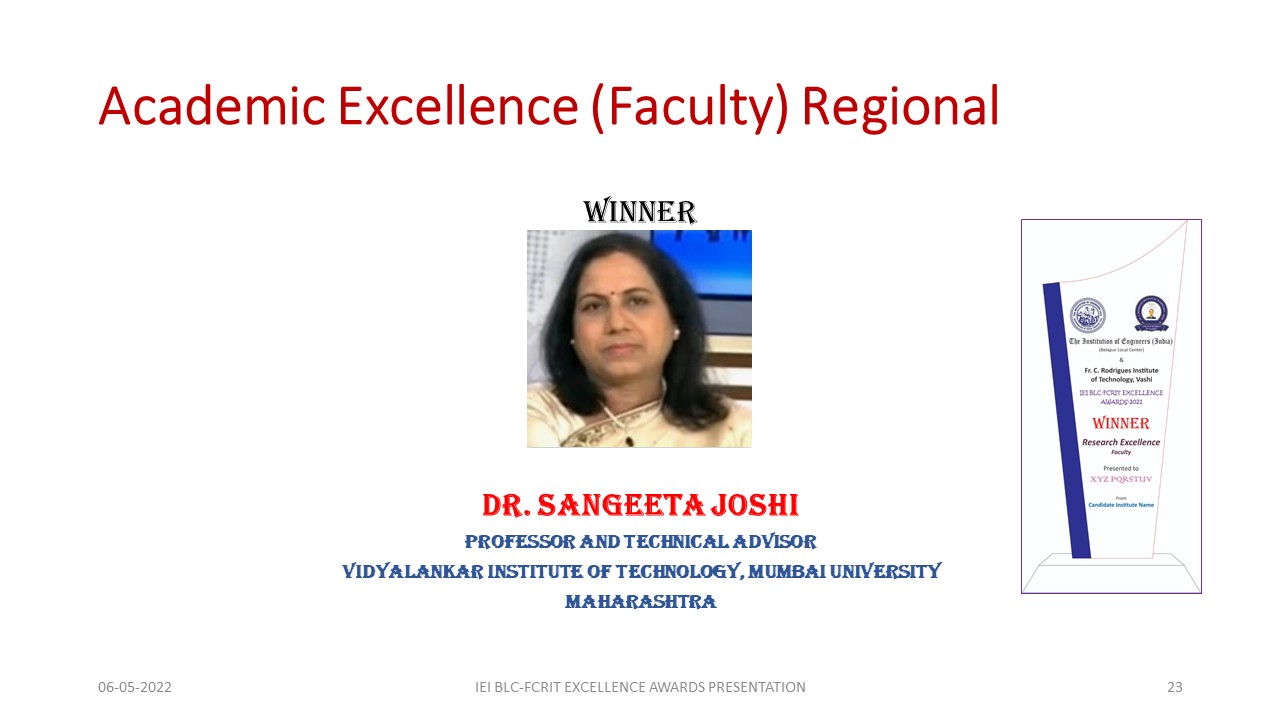 Academic Excellence (Faculty) Regional
WINNER
DR. SANGEETA JOSHI
PROFESSOR AND TECHNICAL ADVISOR
VIDYALANKAR INSTITUTE OF TECHNOLOGY, MUMBAI UNIVERSITY
MAHARASHTRA
The Institution of Engineers (India)
(Belapur Local Center)
&
Fr. C. Rodrigues Institute
of Technology, Vashi
IEI BLC-FCRIT EXCELLENCE
AWARDS-2021
WINNER
Research Excellence
Faculty
Presented to
XYZ PQRSTUV
From
Candidate Institute Name
06-05-2022
IEI BLC-FCRIT EXCELLENCE AWARDS PRESENTATION
23